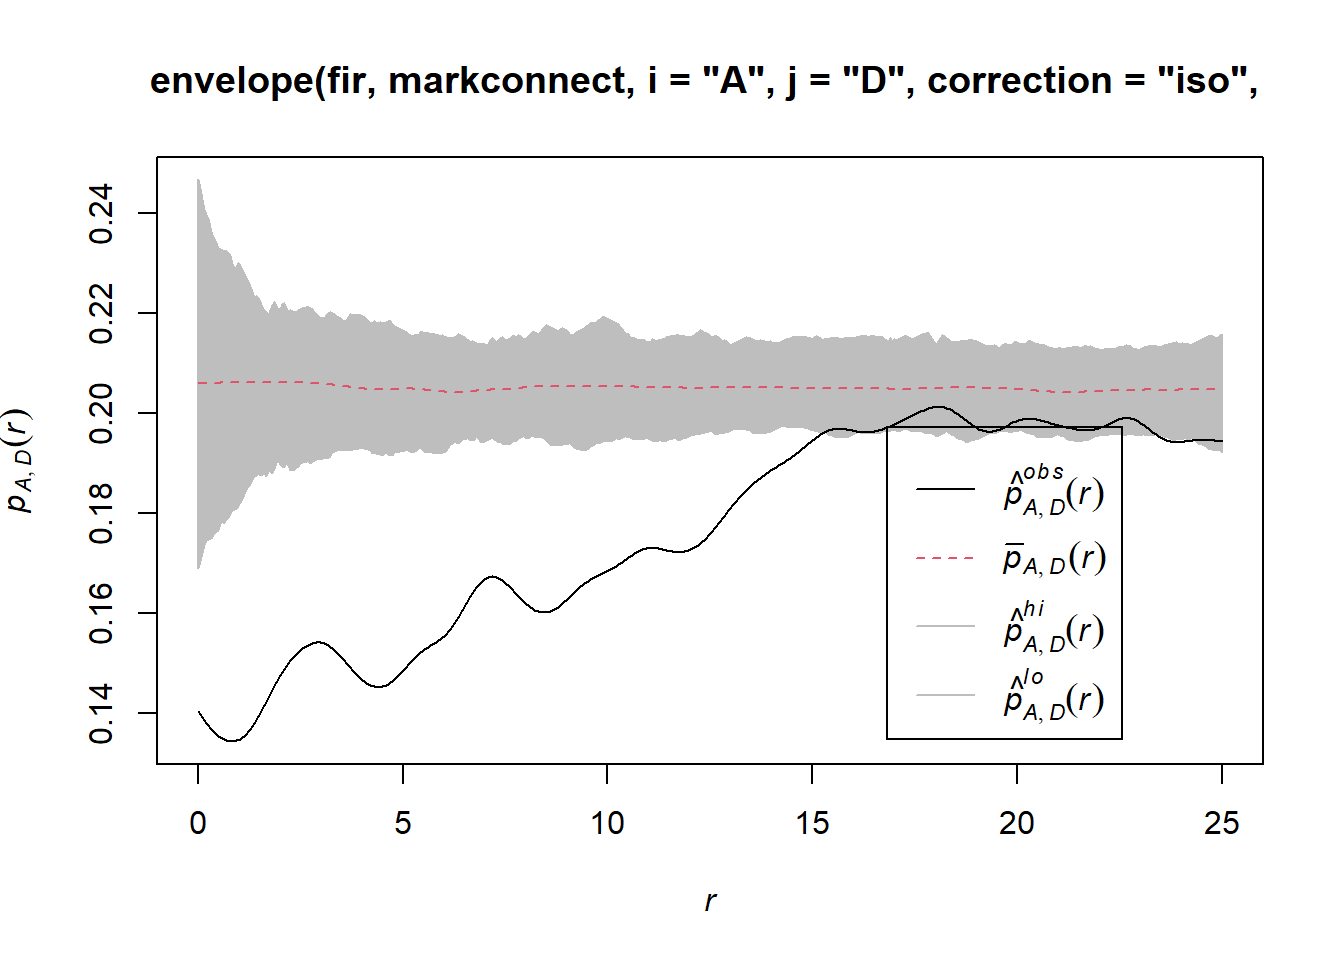 envelope(fir, markconnect, i = "A", j = "D", correction = "iso",
p A, D(r)
0.24
0.22
0.20
0.18
0.16
0.14
p̂ obs A, D(r)
p̄ A, D(r)
p̂ hi A, D(r)
p̂ lo A, D(r)
0 5 10 15 20 25
r